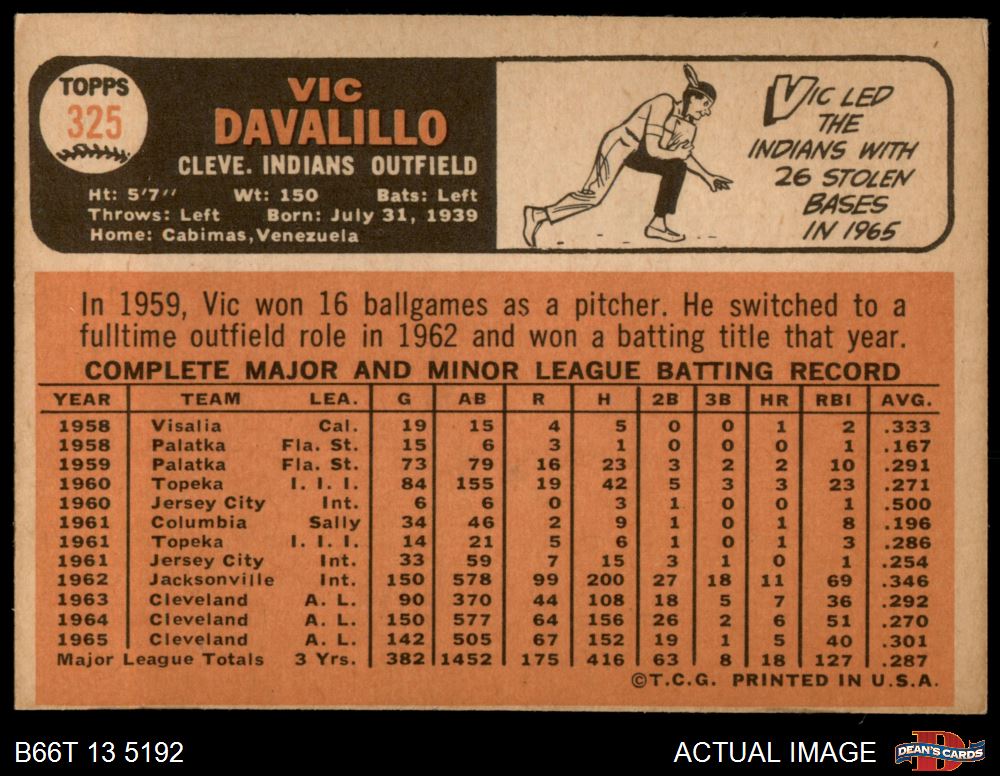 TOPPS
325
VIC
DAVALILLO
CLEVE. INDIANS OUTFIELD
Ht: 5'7" Wt: 150 Bats: Left
Throws: Left Born: July 31, 1939
Home: Cabimas, Venezuela
VIC LED
THE
INDIANS WITH
26 STOLEN
BASES
IN 1965
In 1959, Vic won 16 ballgames as a pitcher. He switched to a
fulltime outfield role in 1962 and won a batting title that year.
COMPLETE MAJOR AND MINOR LEAGUE BATTING RECORD
YEAR TEAM LEA. G AB R H 2B 3B HR RBI AVG.
1958 Visalia Cal. 19 15 4 5 0 0 1 2 .333
1958 Palatka Fla. St. 15 6 3 1 0 0 0 1 .167
1959 Palatka Fla. St. 73 79 16 23 3 2 2 10 .291
1960 Topeka I. I. I. 84 155 19 42 5 3 3 23 .271
1960 Jersey City Int. 6 6 0 3 1 0 0 1 .500
1961 Columbia Sally 34 46 2 9 1 0 1 8 .196
1961 Topeka I. I. I. 14 21 5 6 1 0 1 3 .286
1961 Jersey City Int. 33 59 7 15 3 1 0 1 .254
1962 Jacksonville Int. 150 578 99 200 27 18 11 69 .346
1963 Cleveland A. L. 90 370 44 108 18 5 7 36 .292
1964 Cleveland A. L. 150 577 64 156 26 2 6 51 .270
1965 Cleveland A. L. 142 505 67 152 19 1 5 40 .301
Major League Totals 3 Yrs. 382 1452 175 416 63 8 18 127 .287
©T.C.G. PRINTED IN U.S.A.
B66T 13 5192
ACTUAL IMAGE
DEAN'S CARDS